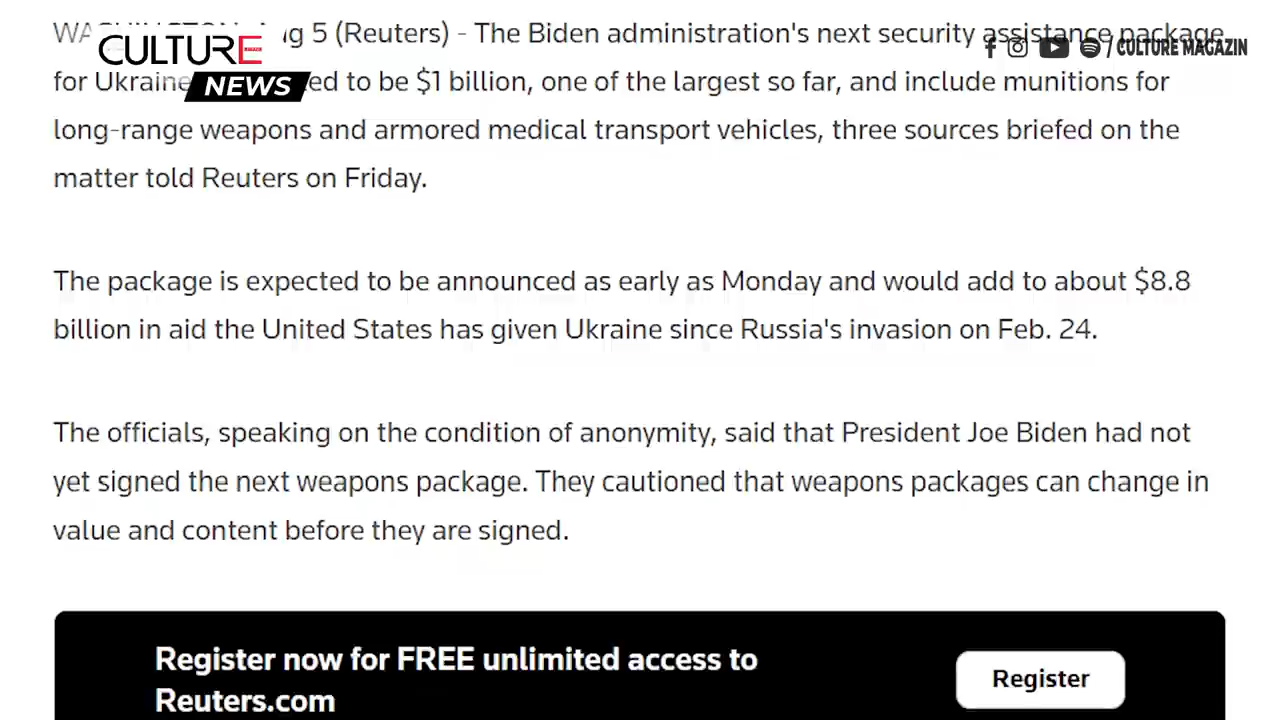 CULTURE
NEWS
/ CULTURE MAGAZIN
ug 5 (Reuters) - The Biden administration's next security assistance package
for Ukraine ed to be $1 billion, one of the largest so far, and include munitions for
long-range weapons and armored medical transport vehicles, three sources briefed on the
matter told Reuters on Friday.
The package is expected to be announced as early as Monday and would add to about $8.8
billion in aid the United States has given Ukraine since Russia's invasion on Feb. 24.
The officials, speaking on the condition of anonymity, said that President Joe Biden had not
yet signed the next weapons package. They cautioned that weapons packages can change in
value and content before they are signed.
Register now for FREE unlimited access to
Reuters.com
Register